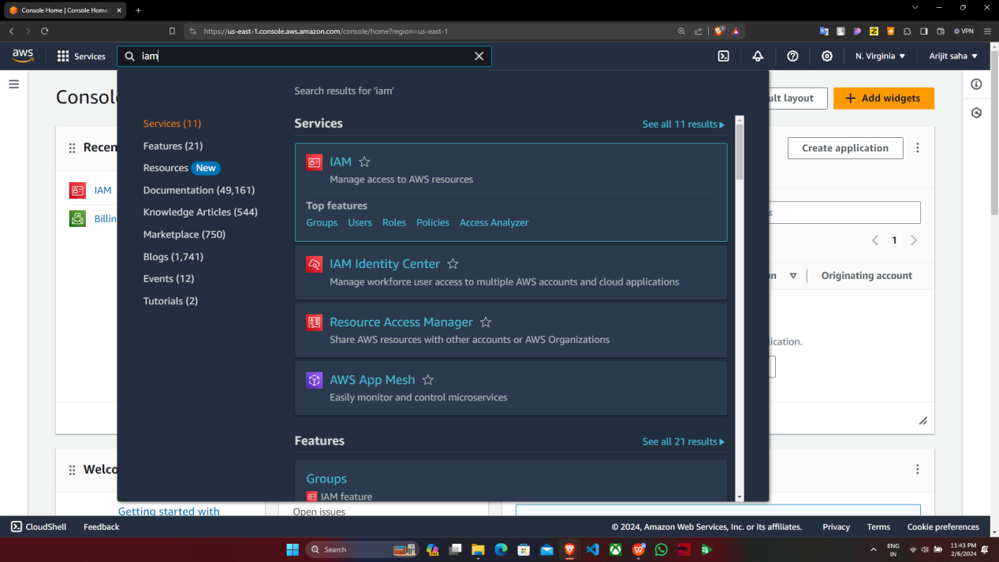 Console Home | Console Home
https://us-east-1.console.aws.amazon.com/console/home?region=us-east-1
VPN
aws
Services
iam
N. Virginia
Arijit saha
Search results for 'iam'
Services (11)
Features (21)
Resources New
Documentation (49,161)
Knowledge Articles (544)
Marketplace (750)
Blogs (1,741)
Events (12)
Tutorials (2)
Services
See all 11 results
IAM
Manage access to AWS resources
Top features
Groups Users Roles Policies Access Analyzer
IAM Identity Center
Manage workforce user access to multiple AWS accounts and cloud applications
Resource Access Manager
Share AWS resources with other accounts or AWS Organizations
AWS App Mesh
Easily monitor and control microservices
Features
See all 21 results
Groups
IAM feature
layout
Add widgets
Create application
1
Originating account
IAM
Getting started with
Open issues
CloudShell
Feedback
© 2024, Amazon Web Services, Inc. or its affiliates.
Privacy
Terms
Cookie preferences
Search
ENG
IN
11:43 PM
2/6/2024